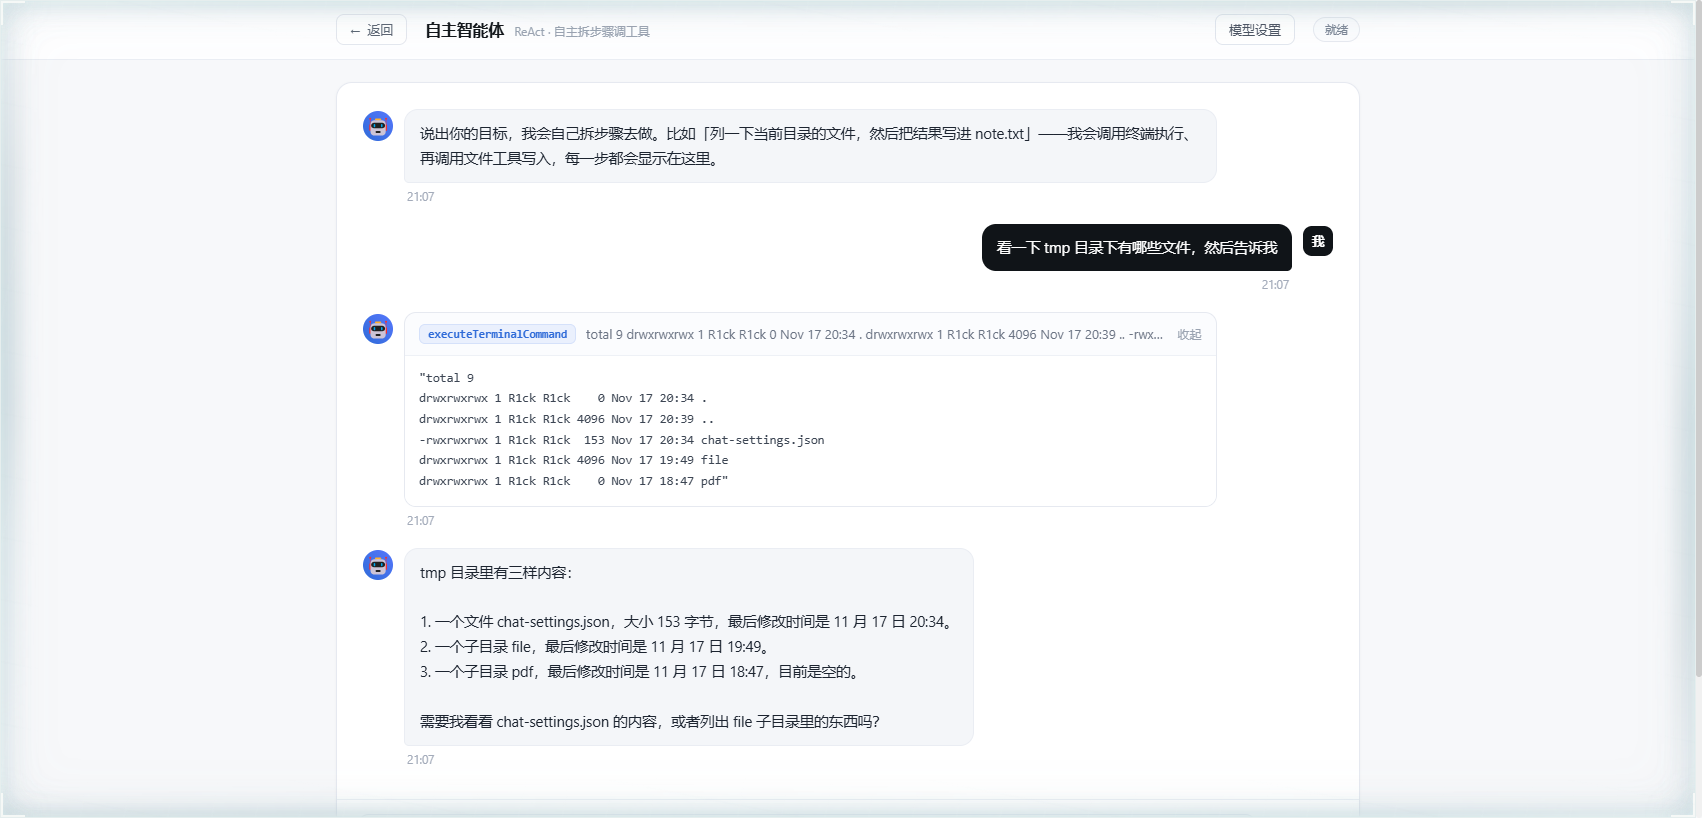 ← 返回
自主智能体 ReAct · 自主拆步骤调工具
模型设置
就绪
说出你的目标，我会自己拆步骤去做。比如「列一下当前目录的文件，然后把结果写进 note.txt」——我会调用终端执行、
再调用文件工具写入，每一步都会显示在这里。
21:07
看一下 tmp 目录下有哪些文件，然后告诉我
我
21:07
executeTerminalCommand total 9 drwxrwxrwx 1 R1ck R1ck 0 Nov 17 20:34 . drwxrwxrwx 1 R1ck R1ck 4096 Nov 17 20:39 .. -rwx... 收起
"total 9
drwxrwxrwx 1 R1ck R1ck    0 Nov 17 20:34 .
drwxrwxrwx 1 R1ck R1ck 4096 Nov 17 20:39 ..
-rwxrwxrwx 1 R1ck R1ck  153 Nov 17 20:34 chat-settings.json
drwxrwxrwx 1 R1ck R1ck 4096 Nov 17 19:49 file
drwxrwxrwx 1 R1ck R1ck    0 Nov 17 18:47 pdf"
21:07
tmp 目录里有三样内容：
1. 一个文件 chat-settings.json，大小 153 字节，最后修改时间是 11 月 17 日 20:34。
2. 一个子目录 file，最后修改时间是 11 月 17 日 19:49。
3. 一个子目录 pdf，最后修改时间是 11 月 17 日 18:47，目前是空的。
需要我看看 chat-settings.json 的内容，或者列出 file 子目录里的东西吗？
21:07